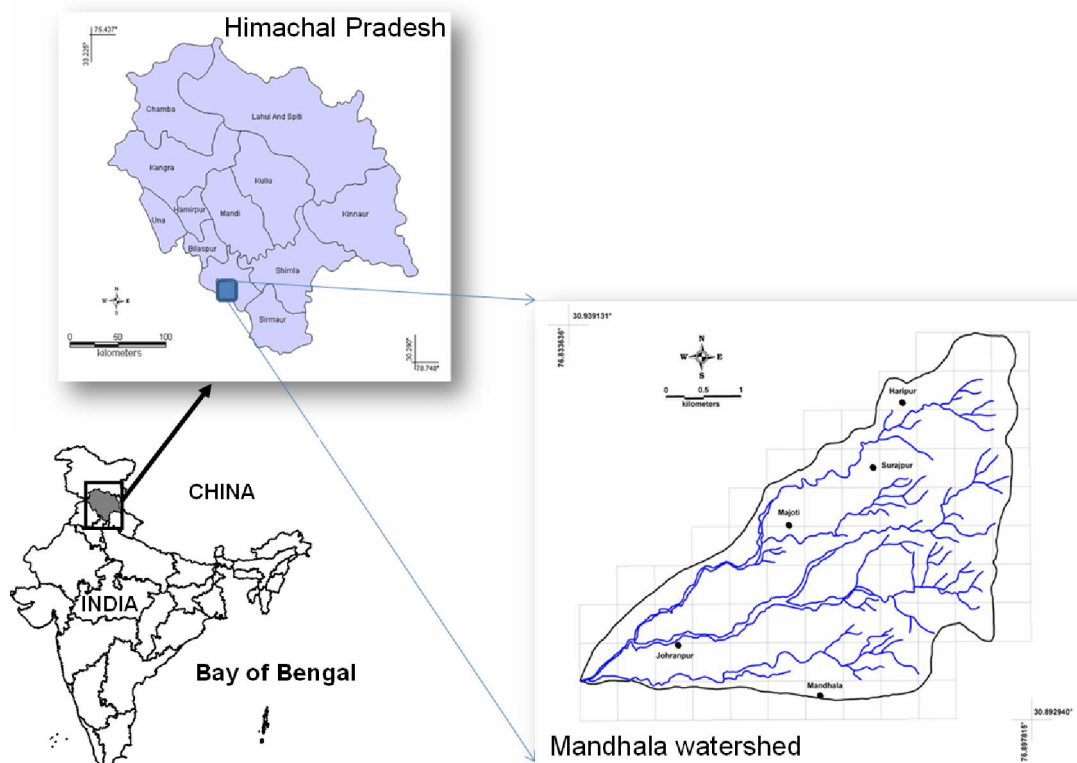 Himachal Pradesh
75.437°
33.225°
Chamba
Lahul And Spiti
Kangra
Kullu
Hamirpur
Una
Mandi
Kinnaur
Bilaspur
Shimla
Sirmaur
N
W E
S
0 50 100
kilometers
30.290°
78.748°
30.939131°
76.833636°
N
W E
S
0 0.5 1
kilometers
Haripur
Surajpur
Majoti
Johranpur
Mandhala
30.892940°
76.897815°
Mandhala watershed
CHINA
INDIA
Bay of Bengal